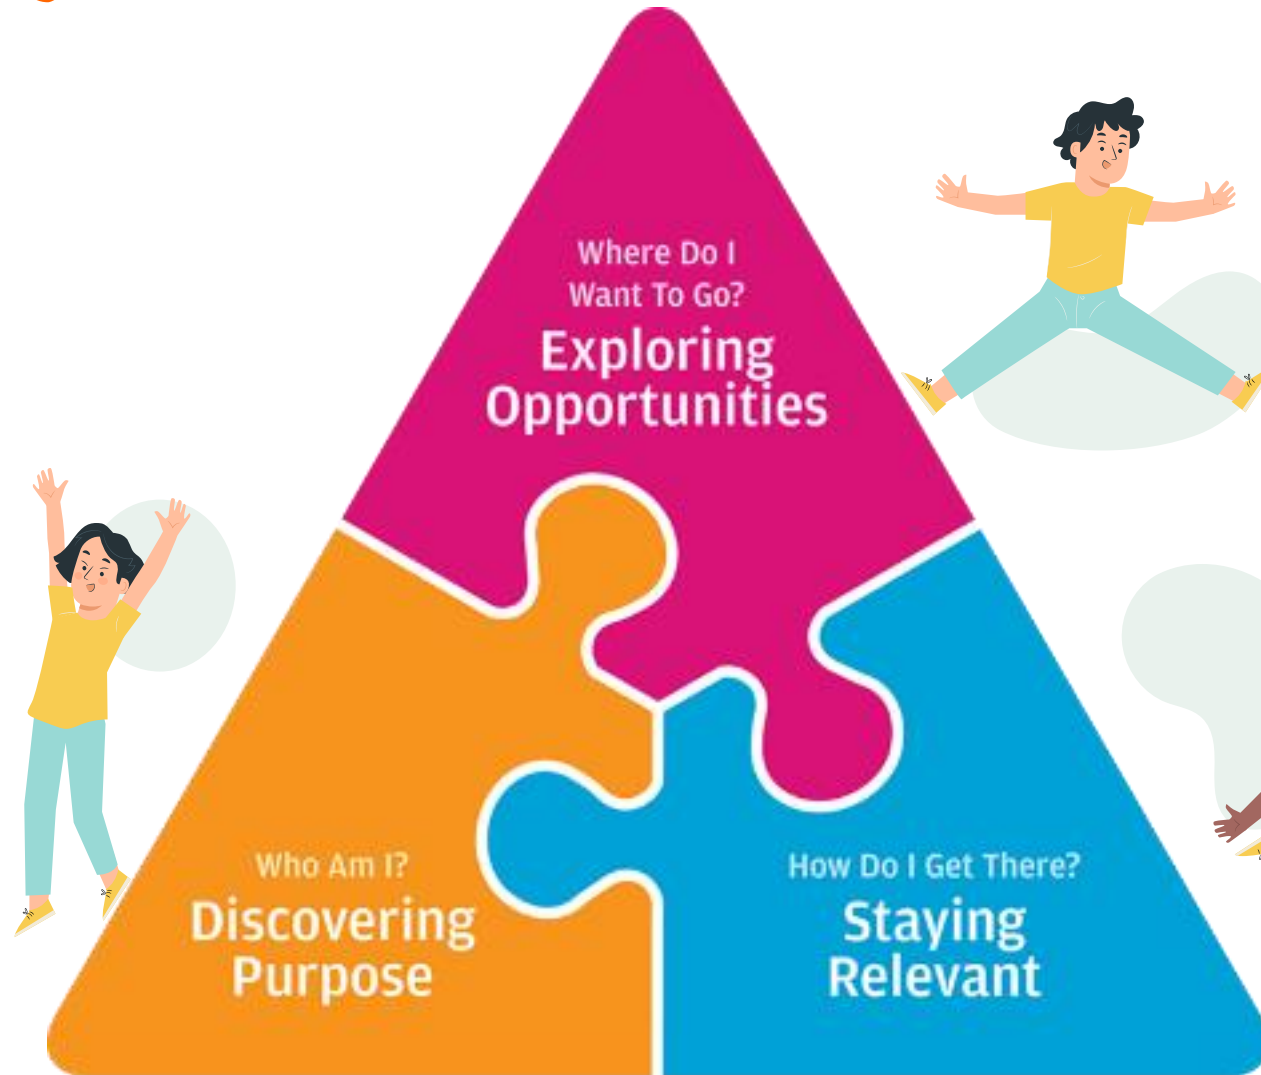 Where Do I
Want To Go?
Exploring
Opportunities
Who Am I?
Discovering
Purpose
How Do I Get There?
Staying
Relevant